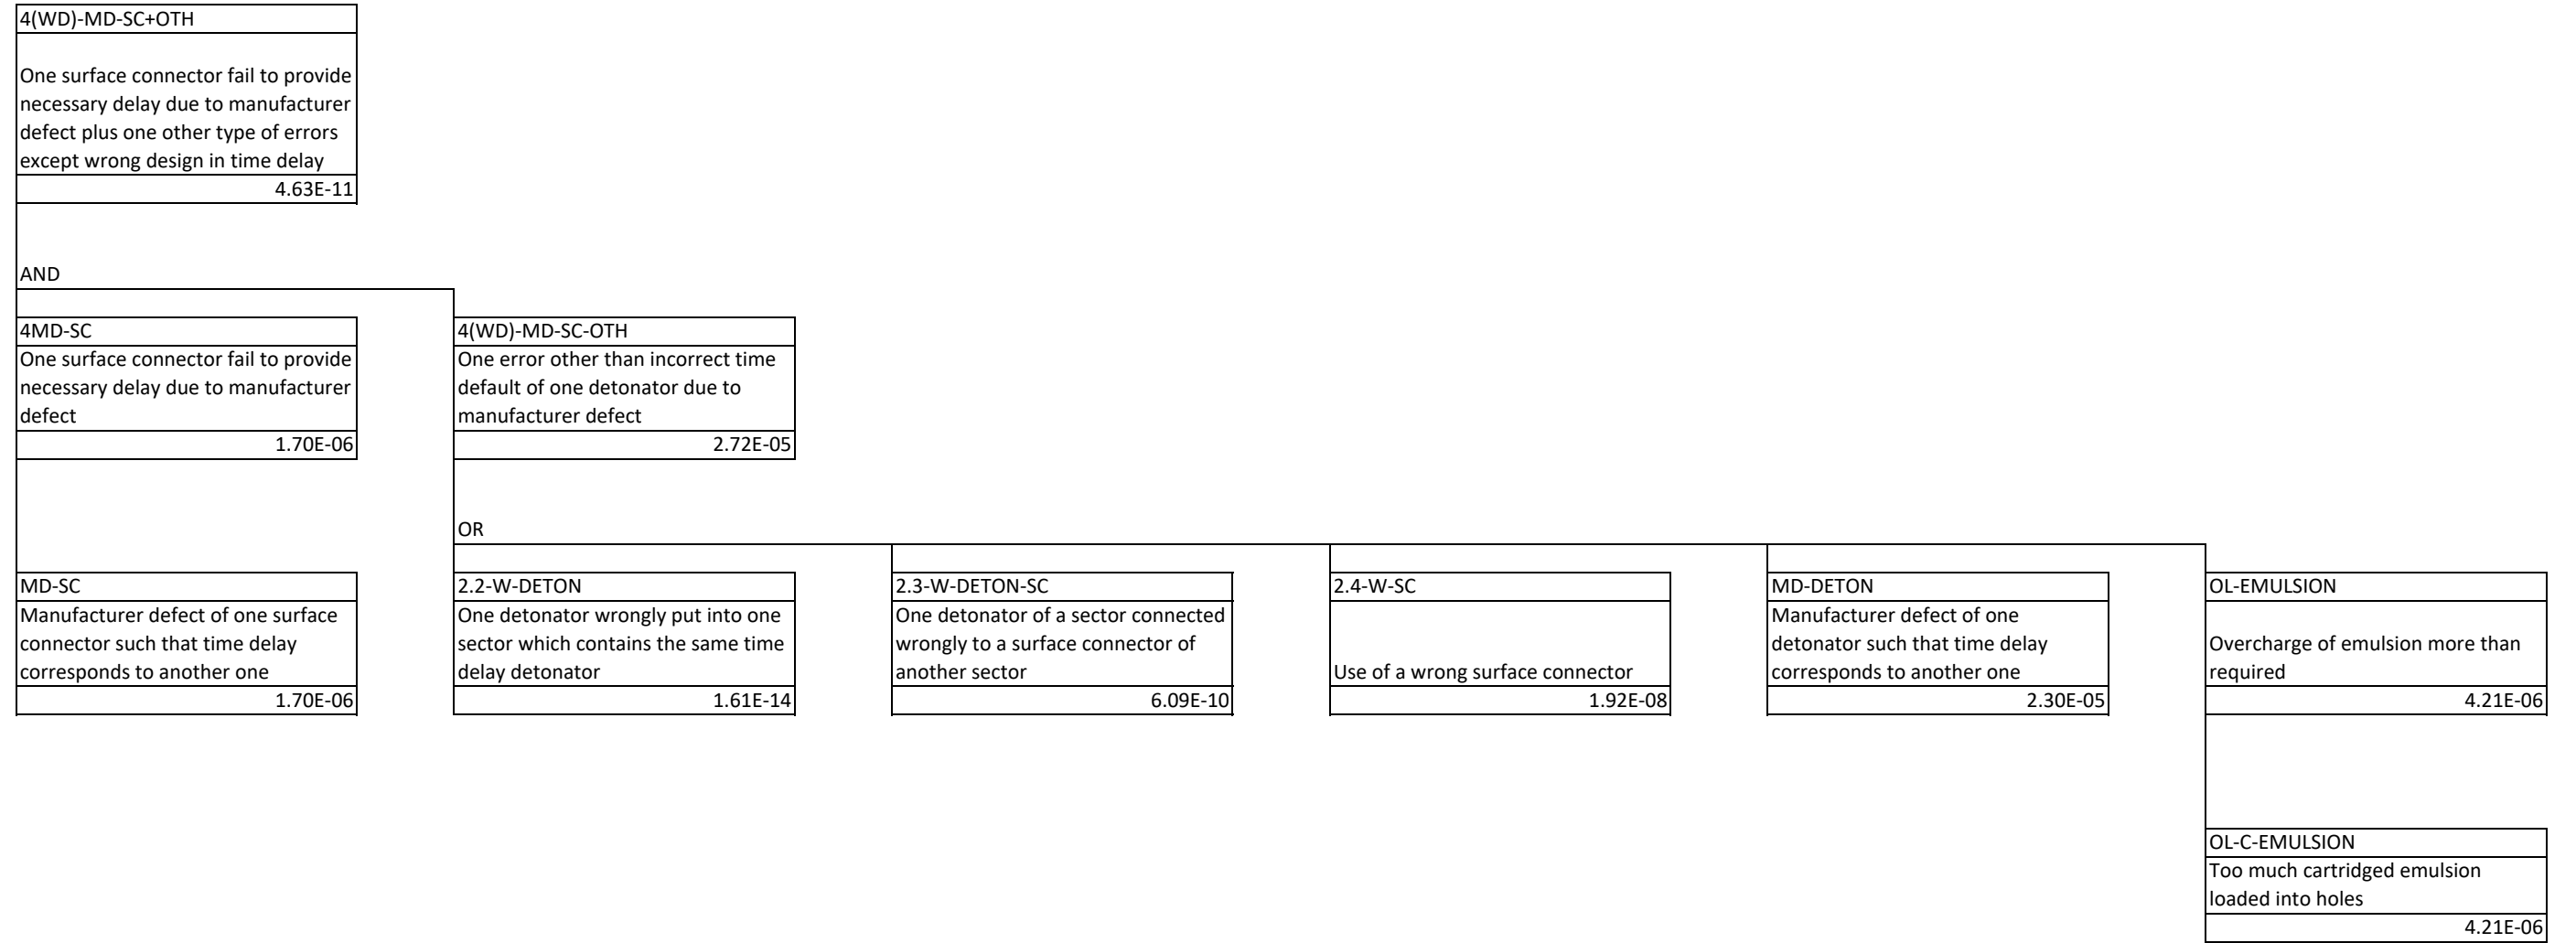 4(WD)-MD-SC+OTH
One surface connector fail to provide
necessary delay due to manufacturer
defect plus one other type of errors
except wrong design in time delay
4.63E-11
AND
4MD-SC
One surface connector fail to provide
necessary delay due to manufacturer
defect
1.70E-06
4(WD)-MD-SC-OTH
One error other than incorrect time
default of one detonator due to
manufacturer defect
2.72E-05
OR
MD-SC
Manufacturer defect of one surface
connector such that time delay
corresponds to another one
1.70E-06
2.2-W-DETON
One detonator wrongly put into one
sector which contains the same time
delay detonator
1.61E-14
2.3-W-DETON-SC
One detonator of a sector connected
wrongly to a surface connector of
another sector
6.09E-10
2.4-W-SC
Use of a wrong surface connector
1.92E-08
MD-DETON
Manufacturer defect of one
detonator such that time delay
corresponds to another one
2.30E-05
OL-EMULSION
Overcharge of emulsion more than
required
4.21E-06
OL-C-EMULSION
Too much cartridged emulsion
loaded into holes
4.21E-06